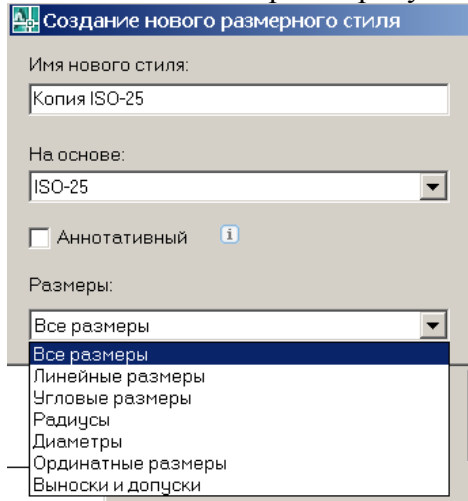 Создание нового размерного стиля
Имя нового стиля:
Копия ISO-25
На основе:
ISO-25
Аннотативный
Размеры:
Все размеры
Все размеры
Линейные размеры
Угловые размеры
Радиусы
Диаметры
Ординатные размеры
Выноски и допуски